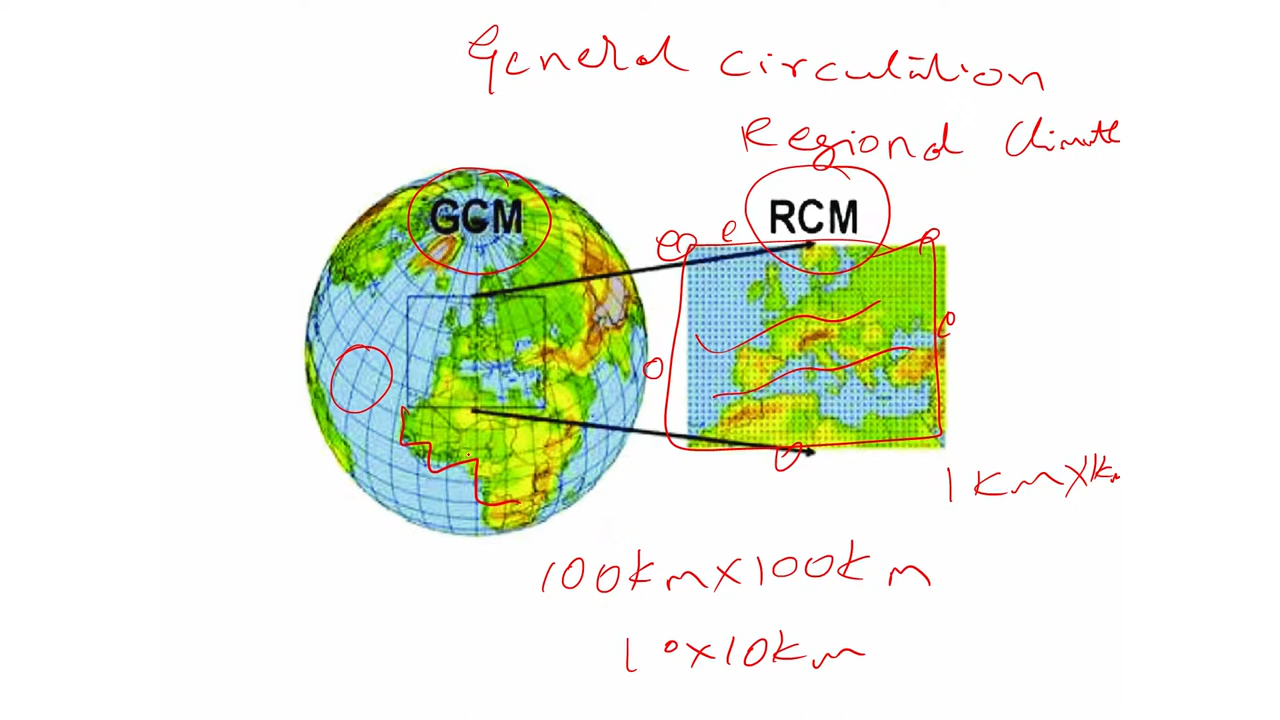 General circulation
Regional Climate
GCM
RCM
1km x 1km
100km x 100km
10 x 10km